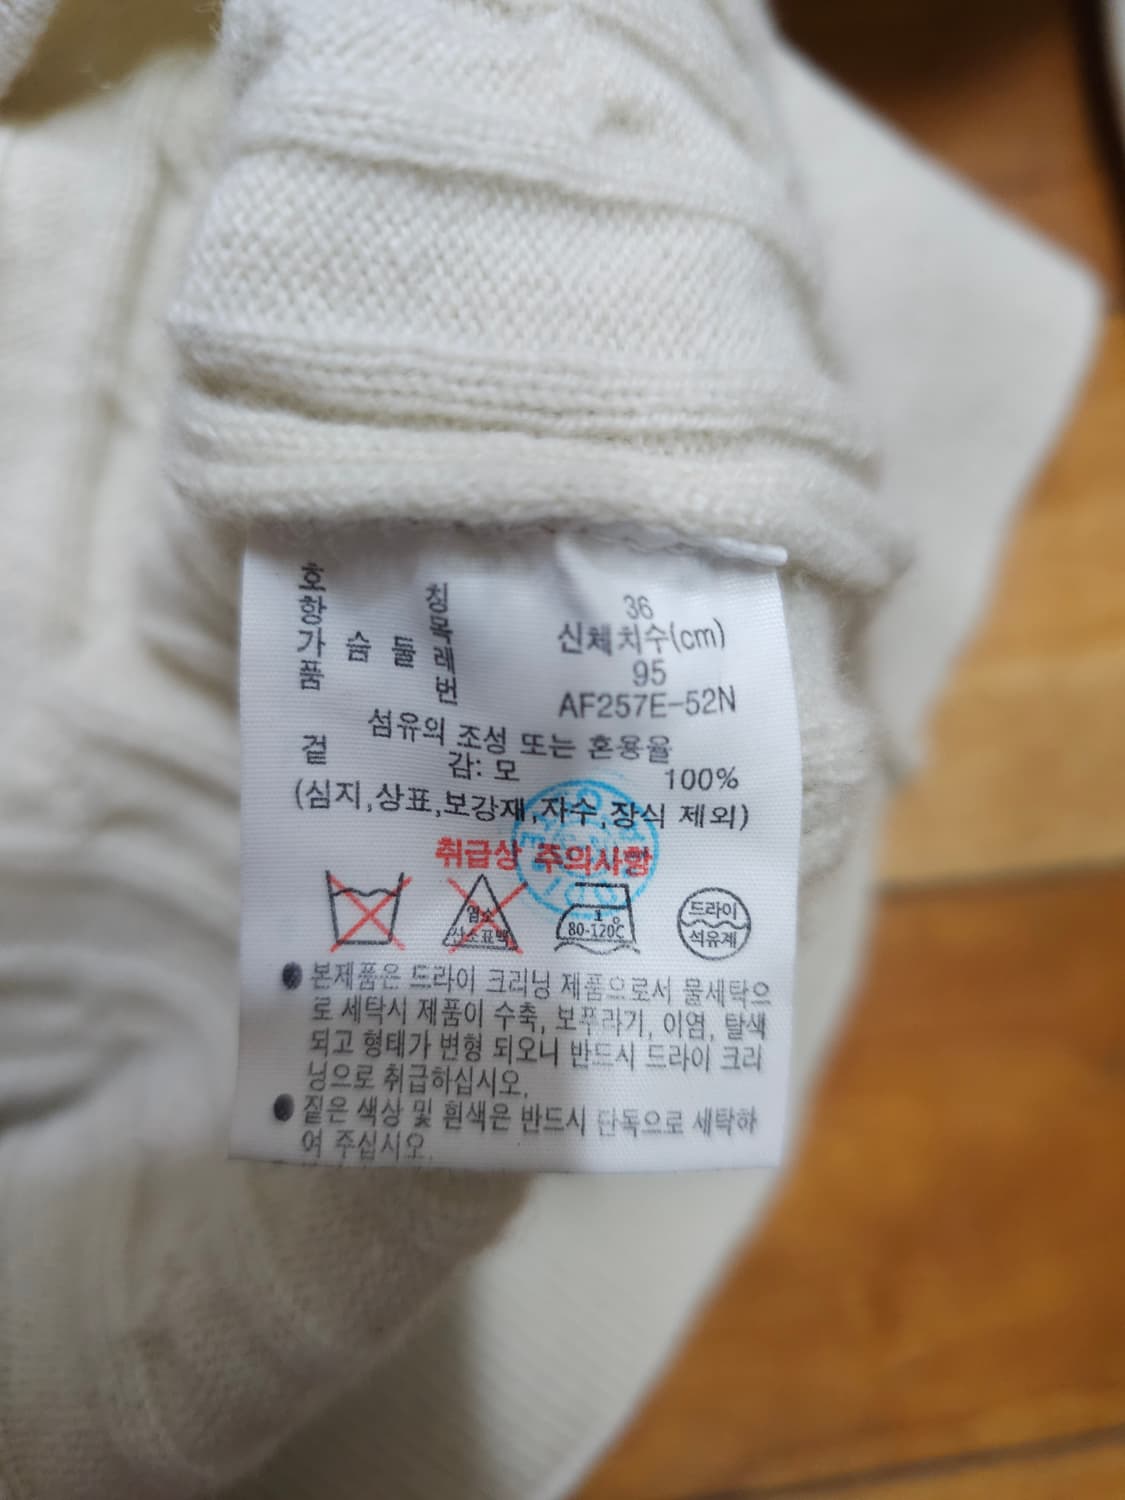 호 칭 36
항 목 신체치수(cm)
가 슴 둘 레 95
품 번 AF257E-52N
섬유의 조성 또는 혼용율
겉 감: 모 100%
(심지,상표,보강재,자수,장식 제외)
취급상 주의사항
염소 산소표백
80-120℃
드라이
석유계
● 본제품은 드라이 크리닝 제품으로서 물세탁으
로 세탁시 제품이 수축, 보푸라기, 이염, 탈색
되고 형태가 변형 되오니 반드시 드라이 크리
닝으로 취급하십시오.
● 짙은 색상 및 흰색은 반드시 단독으로 세탁하
여 주십시오.